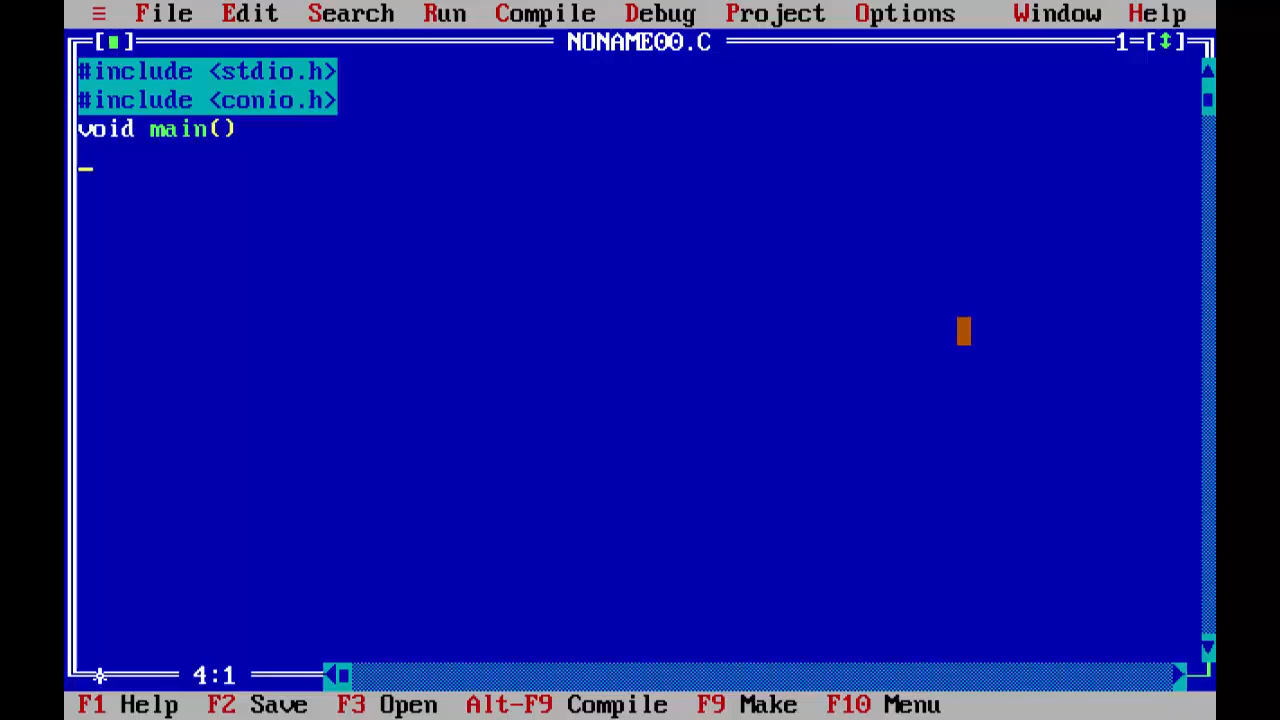 ≡ File Edit Search Run Compile Debug Project Options Window Help
[■] NONAME00.C 1=[↕]
#include <stdio.h>
#include <conio.h>
void main()
4:1
F1 Help F2 Save F3 Open Alt-F9 Compile F9 Make F10 Menu